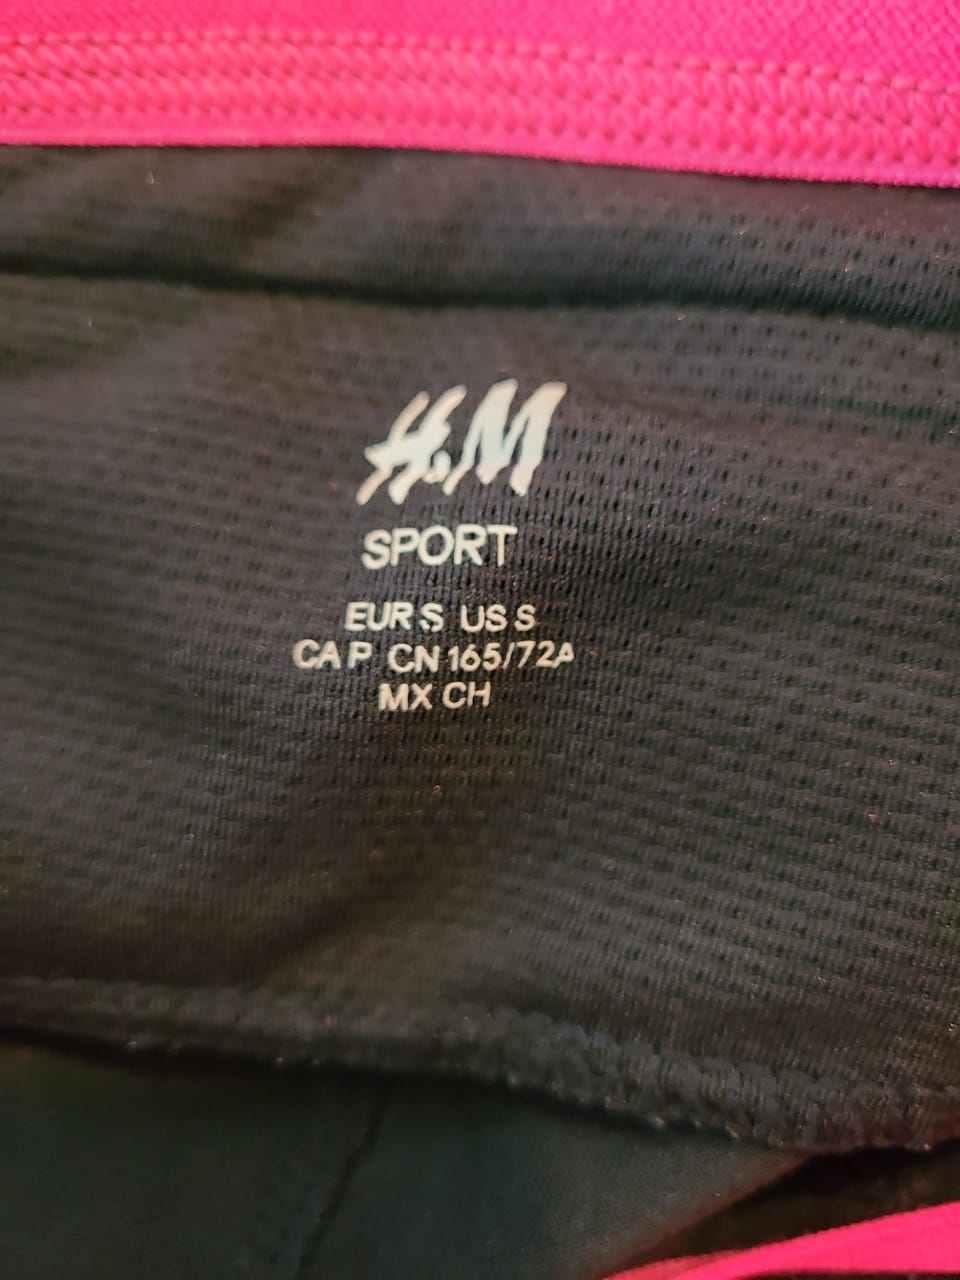 H&M
SPORT
EUR S US S
CA P CN 165/72A
MX CH